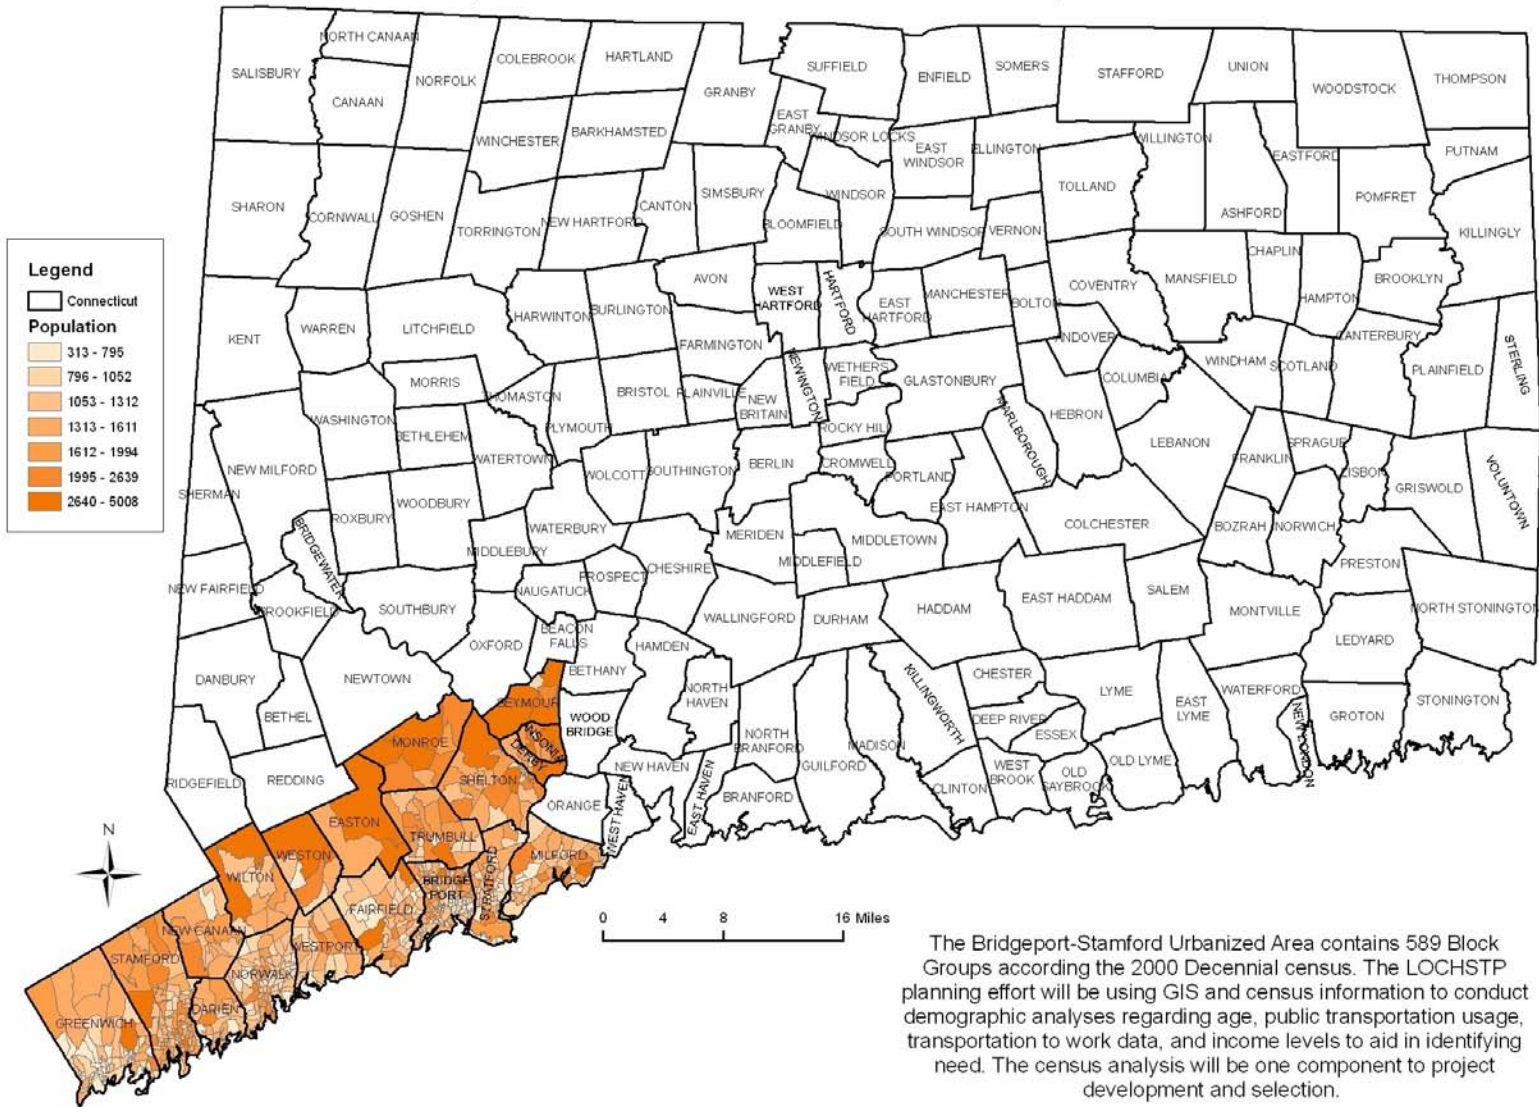 NORTH CANAAN
COLEBROOK
HARTLAND
SALISBURY
NORFOLK
CANAAN
GRANBY
SUFFIELD
ENFIELD
SOMERS
STAFFORD
UNION
WOODSTOCK
THOMPSON
WINCHESTER
BARKHAMSTED
EAST
GRANBY
WINDSOR LOCKS
EAST
WINDSOR
ELLINGTON
WILLINGTON
EASTFORD
PUTNAM
SHARON
CORNWALL
GOSHEN
TORRINGTON
NEW HARTFORD
CANTON
SIMSBURY
BLOOMFIELD
WINDSOR
SOUTH WINDSOR
VERNON
TOLLAND
ASHFORD
POMFRET
KILLINGLY
Legend
Connecticut
Population
313 - 795
796 - 1052
1053 - 1312
1313 - 1611
1612 - 1994
1995 - 2639
2640 - 5008
KENT
WARREN
LITCHFIELD
HARWINTON
BURLINGTON
AVON
WEST
HARTFORD
HARTFORD
EAST
HARTFORD
MANCHESTER
BOLTON
COVENTRY
MANSFIELD
CHAPLIN
HAMPTON
BROOKLYN
MORRIS
THOMASTON
BRISTOL
FARMINGTON
PLAINVILLE
NEW
BRITAIN
NEWINGTON
WETHERS
FIELD
ROCKY HILL
GLASTONBURY
ANDOVER
COLUMBIA
WINDHAM
SCOTLAND
CANTERBURY
PLAINFIELD
STERLING
WASHINGTON
BETHLEHEM
PLYMOUTH
WATERTOWN
WOLCOTT
SOUTHINGTON
BERLIN
CROMWELL
PORTLAND
MARLBOROUGH
HEBRON
LEBANON
FRANKLIN
SPRAGUE
LISBON
GRISWOLD
VOLUNTOWN
NEW MILFORD
SHERMAN
ROXBURY
WOODBURY
WATERBURY
MIDDLEBURY
MERIDEN
MIDDLEFIELD
MIDDLETOWN
EAST HAMPTON
COLCHESTER
BOZRAH
NORWICH
PRESTON
NEW FAIRFIELD
BRIDGEWATER
BROOKFIELD
SOUTHBURY
NAUGATUCK
PROSPECT
CHESHIRE
WALLINGFORD
DURHAM
HADDAM
EAST HADDAM
SALEM
MONTVILLE
LEDYARD
NORTH STONINGTON
DANBURY
BETHEL
NEWTOWN
OXFORD
BEACON
FALLS
BETHANY
HAMDEN
NORTH
HAVEN
WOOD
BRIDGE
NORTH
BRANFORD
GUILFORD
MADISON
KILLINGWORTH
CHESTER
DEEP RIVER
ESSEX
LYME
EAST
LYME
WATERFORD
NEW LONDON
GROTON
STONINGTON
RIDGEFIELD
REDDING
MONROE
SEYMOUR
ANSONIA
DERBY
SHELTON
NEW HAVEN
ORANGE
WEST HAVEN
EAST HAVEN
BRANFORD
CLINTON
WEST
BROOK
OLD
SAYBROOK
OLD LYME
EASTON
TRUMBULL
WESTON
WILTON
BRIDGE
PORT
STRATFORD
MILFORD
FAIRFIELD
NEW CANAAN
STAMFORD
WESTPORT
NORWALK
DARIEN
GREENWICH
N
0 4 8 16 Miles
The Bridgeport-Stamford Urbanized Area contains 589 Block
Groups according the 2000 Decennial census. The LOCHSTP
planning effort will be using GIS and census information to conduct
demographic analyses regarding age, public transportation usage,
transportation to work data, and income levels to aid in identifying
need. The census analysis will be one component to project
development and selection.